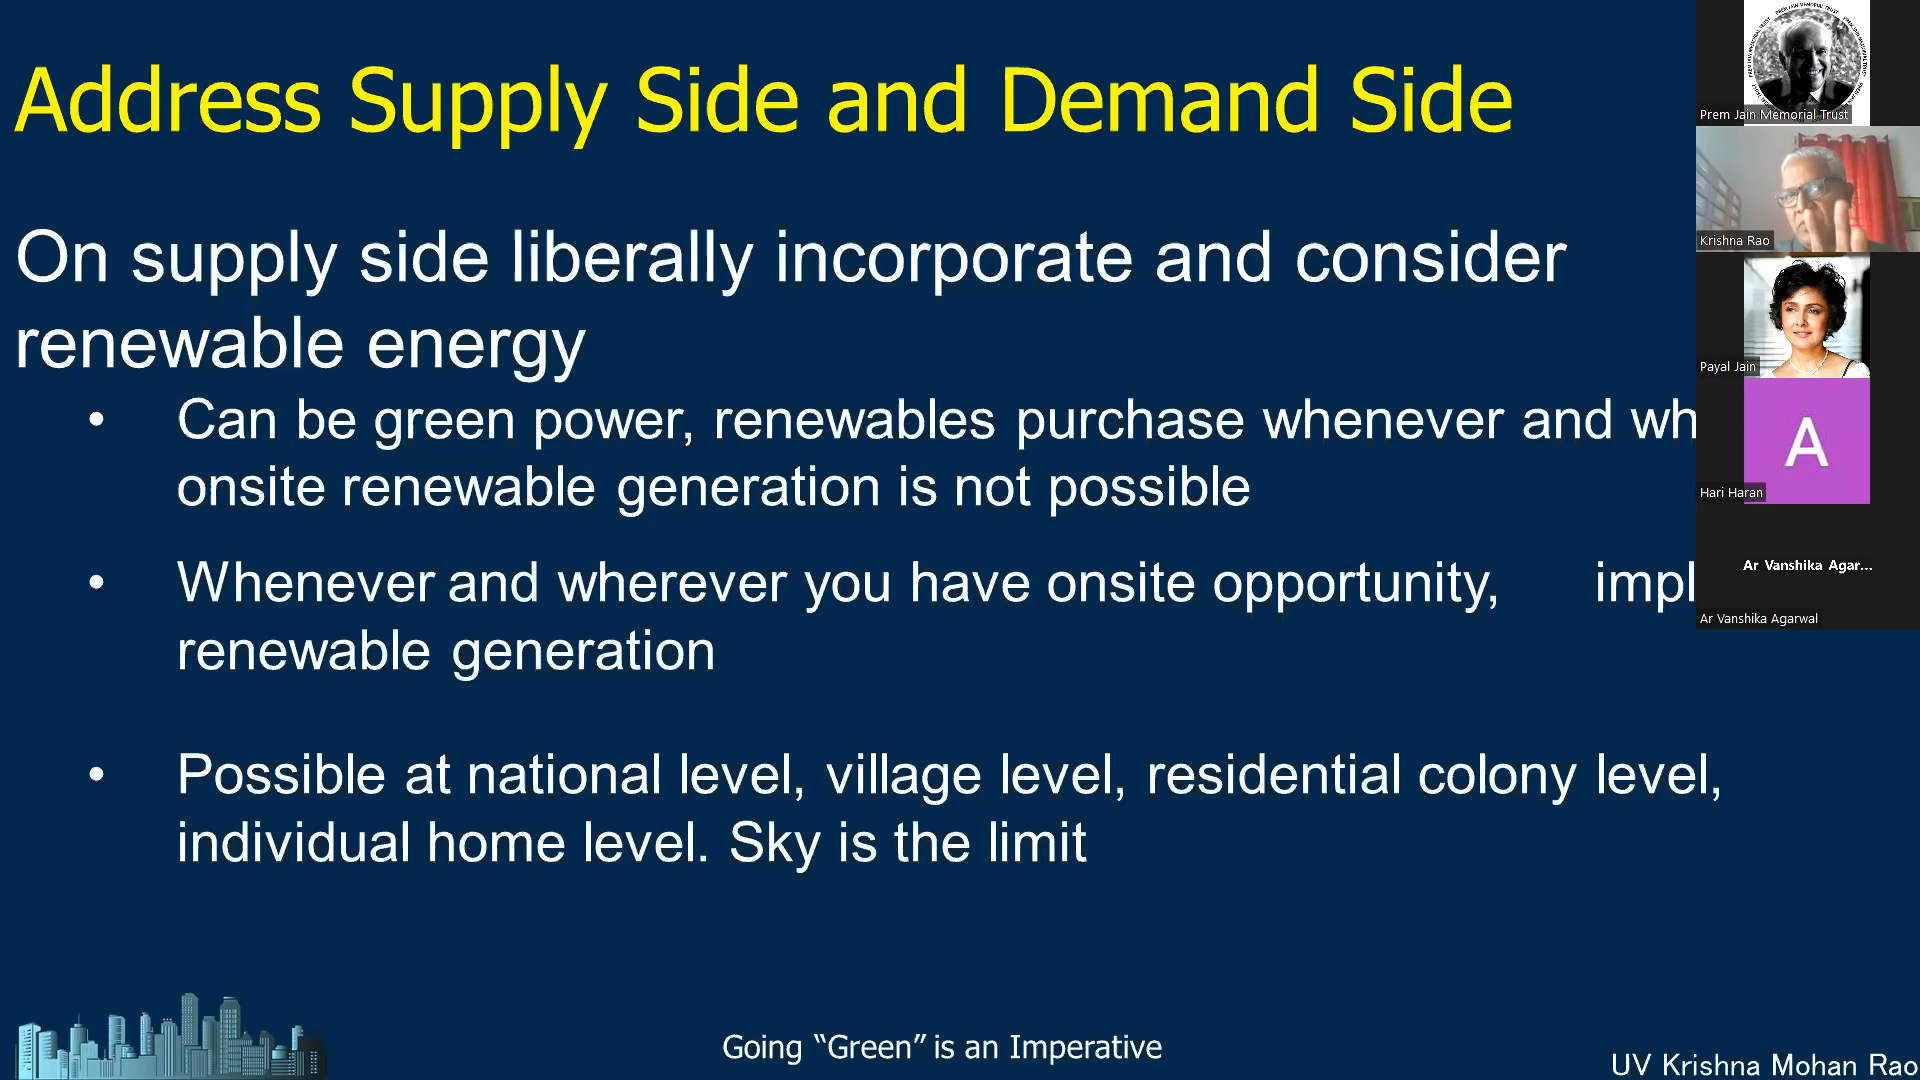 Address Supply Side and Demand Side
On supply side liberally incorporate and consider
renewable energy
• Can be green power, renewables purchase whenever and wh
onsite renewable generation is not possible
• Whenever and wherever you have onsite opportunity, impl
renewable generation
• Possible at national level, village level, residential colony level,
individual home level. Sky is the limit
Going “Green” is an Imperative
UV Krishna Mohan Rao
Prem Jain Memorial Trust
Krishna Rao
Payal Jain
A
Hari Haran
Ar Vanshika Agar...
Ar Vanshika Agarwal